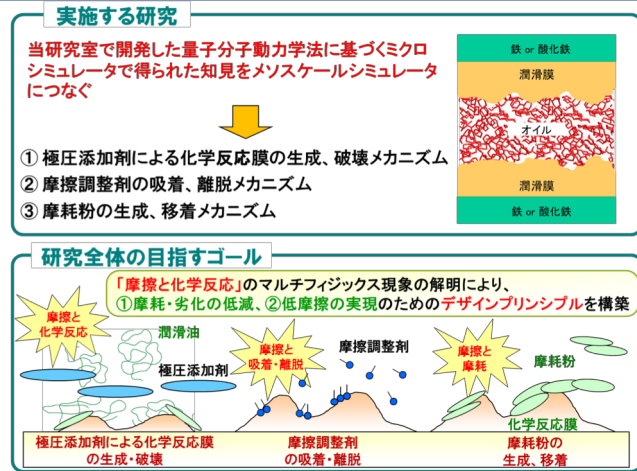 実施する研究
当研究室で開発した量子分子動力学法に基づくミクロ
シミュレータで得られた知見をメソスケールシミュレータ
につなぐ
① 極圧添加剤による化学反応膜の生成、破壊メカニズム
② 摩擦調整剤の吸着、離脱メカニズム
③ 摩耗粉の生成、移着メカニズム
鉄 or 酸化鉄
潤滑膜
オイル
潤滑膜
鉄 or 酸化鉄
研究全体の目指すゴール
「摩擦と化学反応」のマルチフィジックス現象の解明により、
①摩耗・劣化の低減、②低摩擦の実現のためのデザインプリンシプルを構築
摩擦と
化学反応
潤滑油
極圧添加剤
摩擦と
吸着・離脱
摩擦調整剤
摩擦と
摩耗
摩耗粉
化学反応膜
極圧添加剤による化学反応膜
の生成・破壊
摩擦調整剤
の吸着・離脱
摩耗粉の
生成、移着